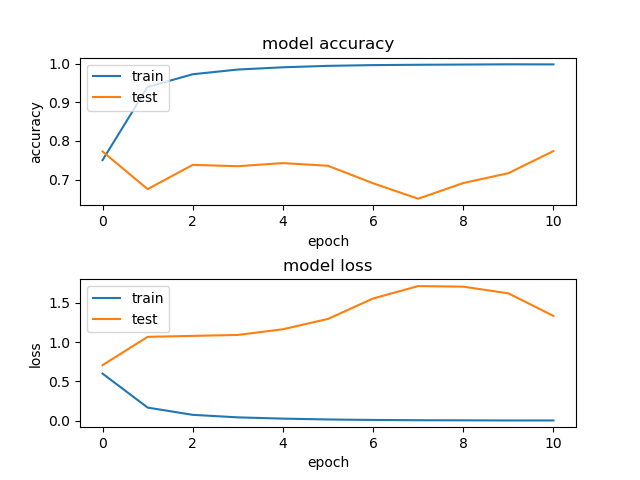 model accuracy
1.0
0.9
0.8
0.7
accuracy
train
test
0 2 4 6 8 10
epoch
model loss
1.5
1.0
0.5
0.0
loss
train
test
0 2 4 6 8 10
epoch